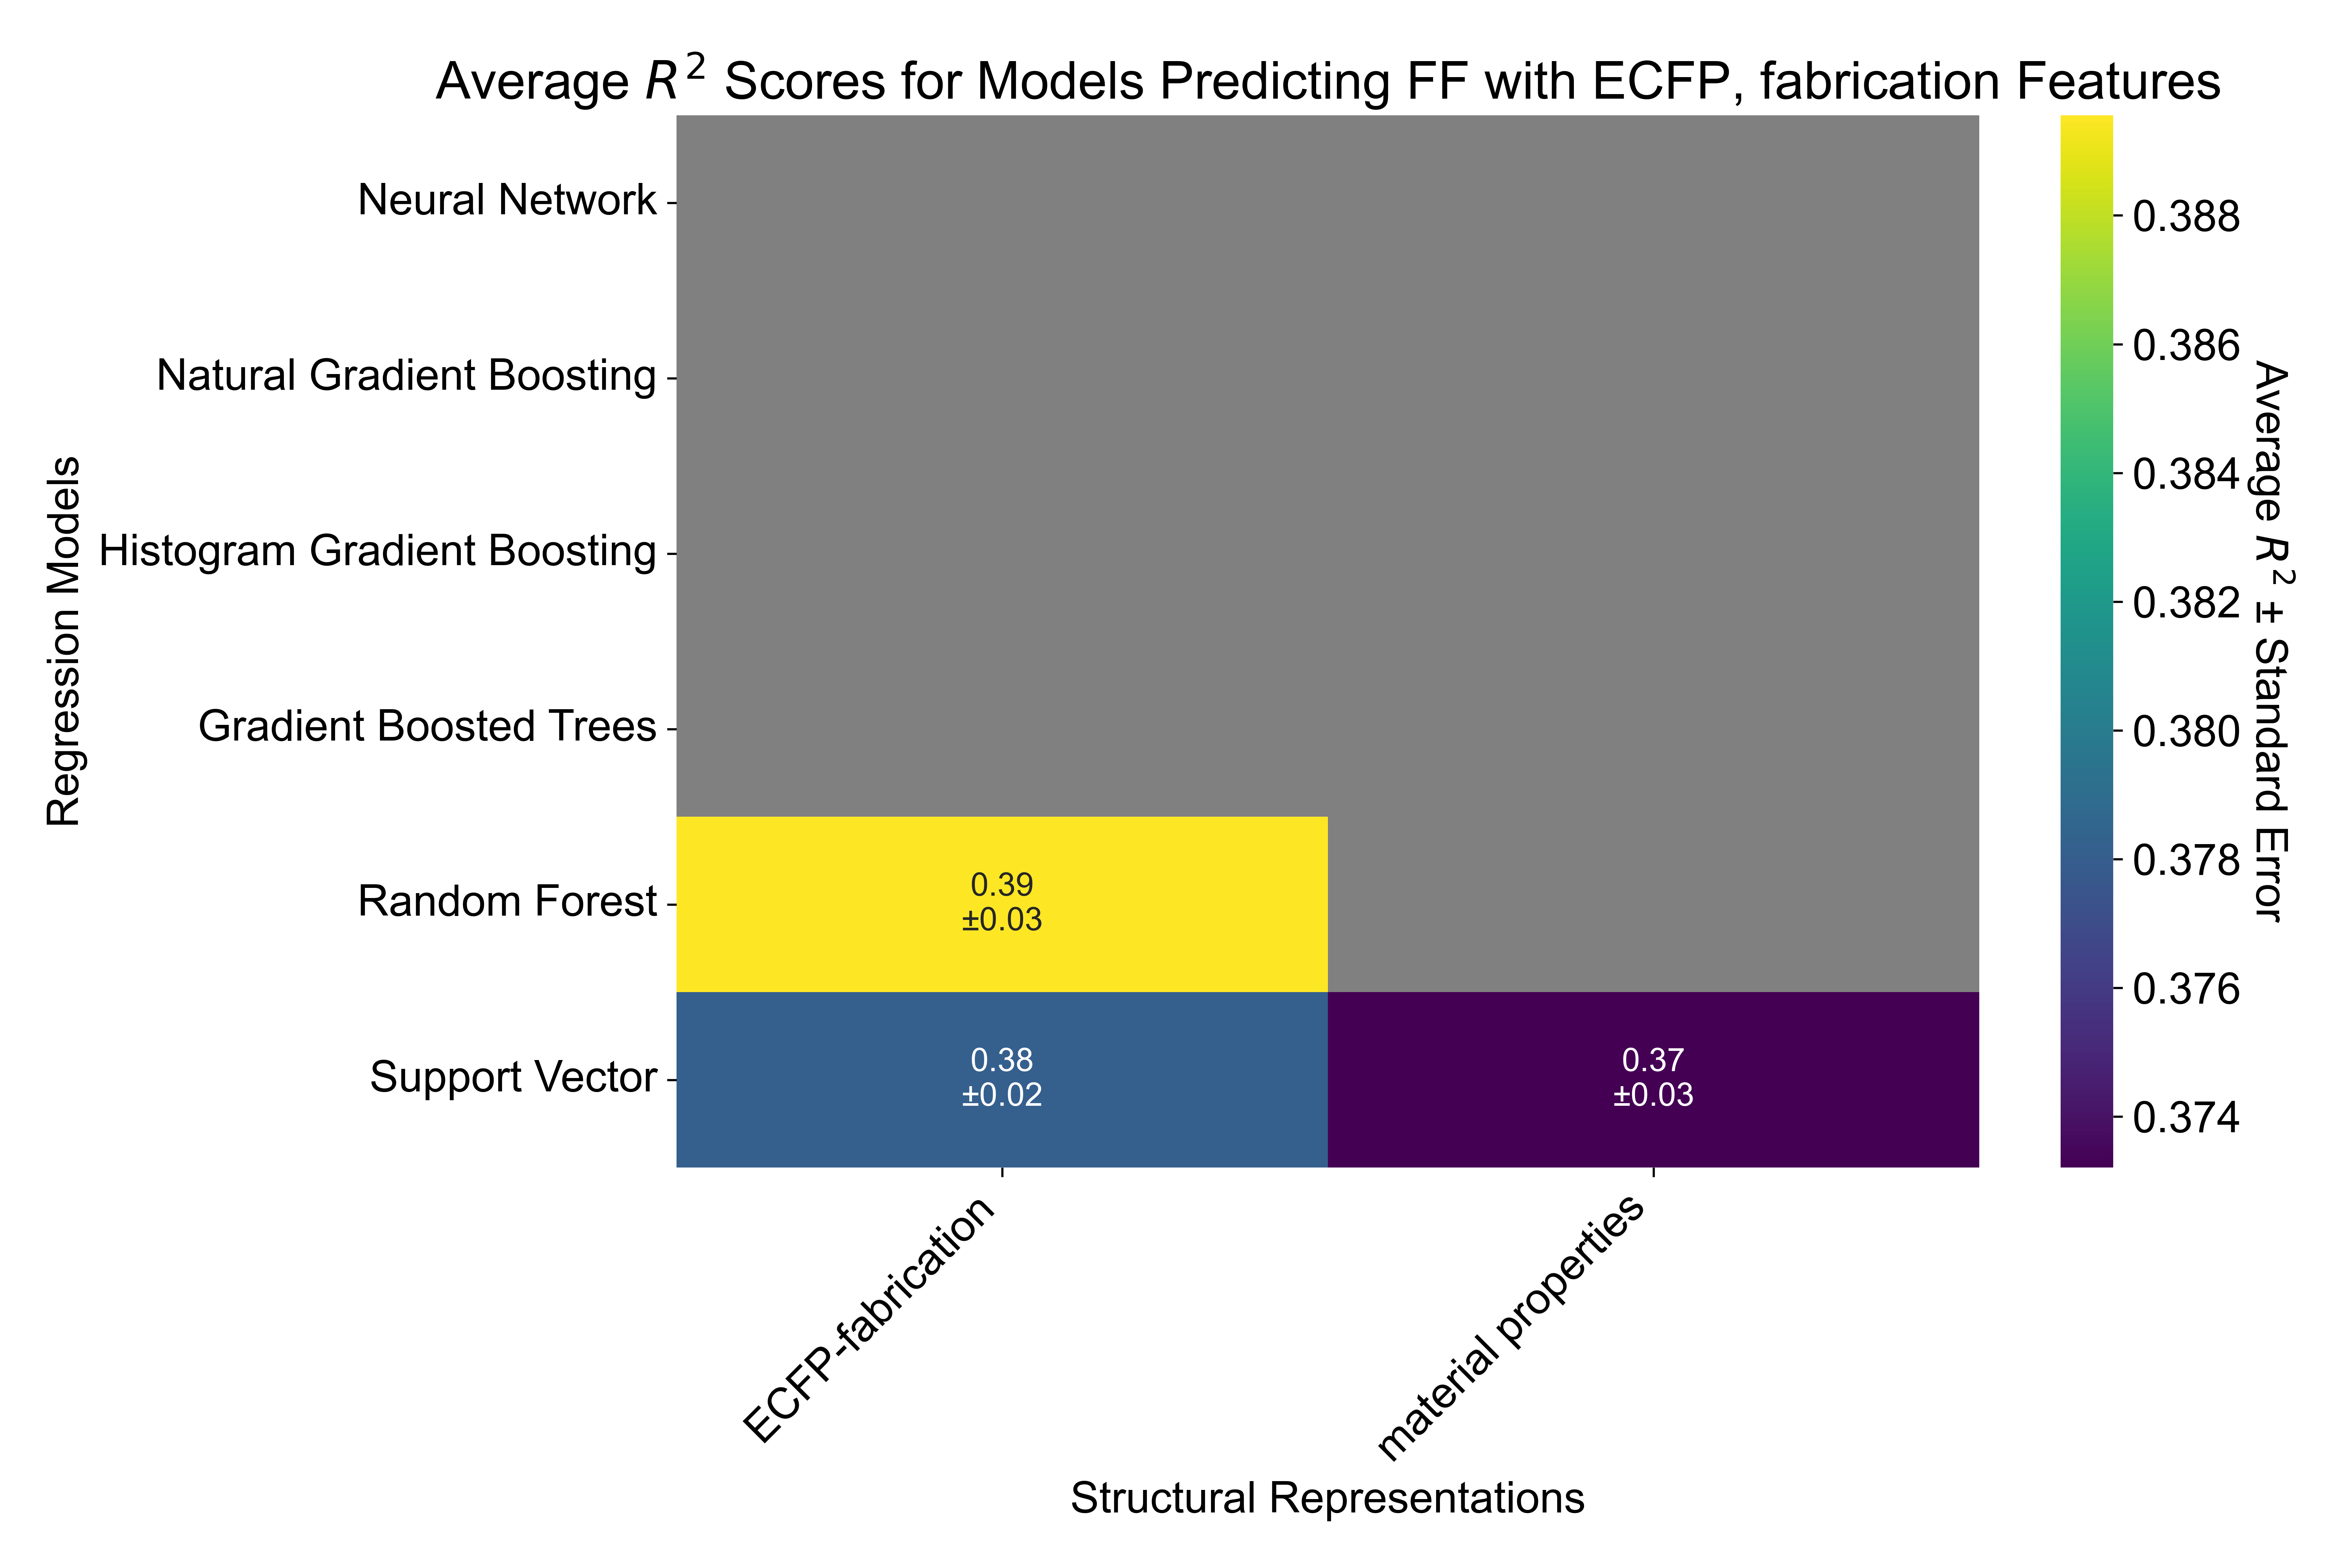 Average R² Scores for Models Predicting FF with ECFP, fabrication Features
Regression Models
Neural Network
Natural Gradient Boosting
Histogram Gradient Boosting
Gradient Boosted Trees
Random Forest
Support Vector
0.39
±0.03
0.38
±0.02
0.37
±0.03
ECFP-fabrication
material properties
Structural Representations
0.388
0.386
0.384
0.382
0.380
0.378
0.376
0.374
Average R² ± Standard Error